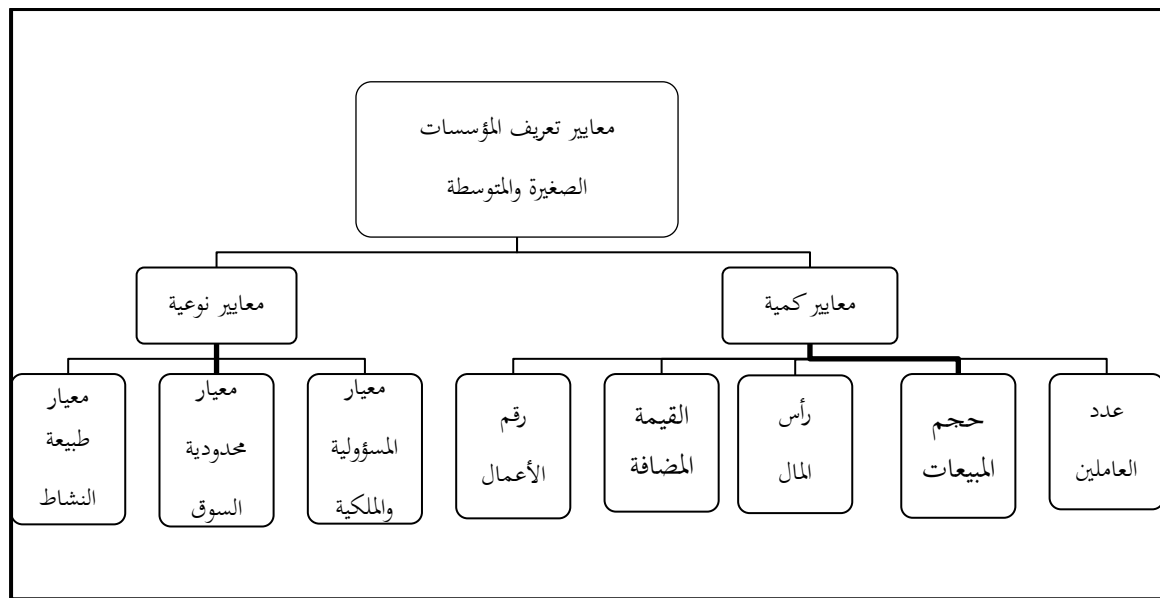 معايير تعريف المؤسسات
الصغيرة والمتوسطة
معايير كمية
معايير نوعية
عدد
العاملين
حجم
المبيعات
رأس
المال
القيمة
المضافة
رقم
الأعمال
معيار
المسؤولية
والملكية
معيار
محدودية
السوق
معيار
طبيعة
النشاط